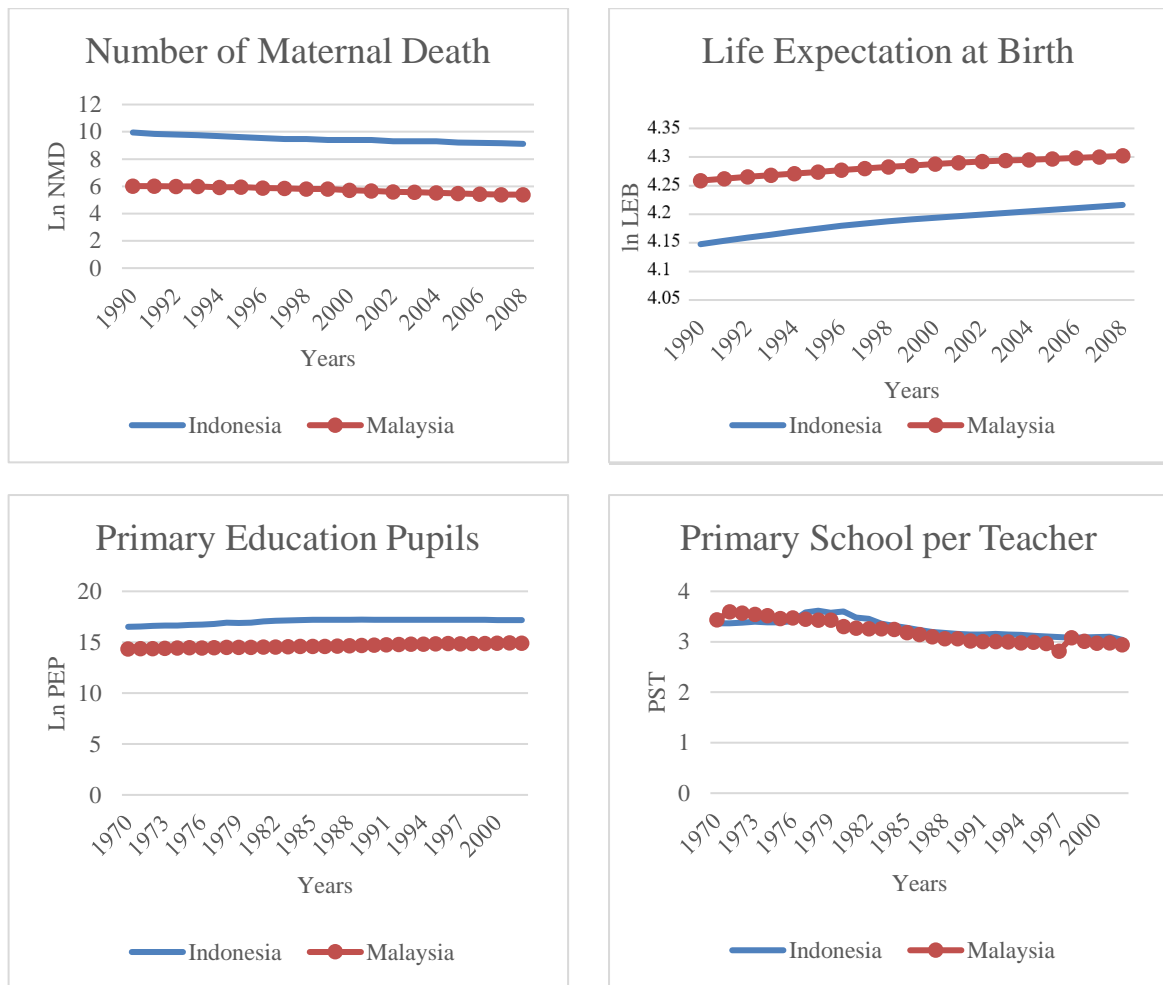 Number of Maternal Death
Ln NMD
12
10
8
6
4
2
0
1990 1992 1994 1996 1998 2000 2002 2004 2006 2008
Years
Indonesia Malaysia
Life Expectation at Birth
ln LEB
4.35
4.3
4.25
4.2
4.15
4.1
4.05
1990 1992 1994 1996 1998 2000 2002 2004 2006 2008
Years
Indonesia Malaysia
Primary Education Pupils
Ln PEP
20
15
10
5
0
1970 1973 1976 1979 1982 1985 1988 1991 1994 1997 2000
Years
Indonesia Malaysia
Primary School per Teacher
PST
4
3
2
1
0
1970 1973 1976 1979 1982 1985 1988 1991 1994 1997 2000
Years
Indonesia Malaysia